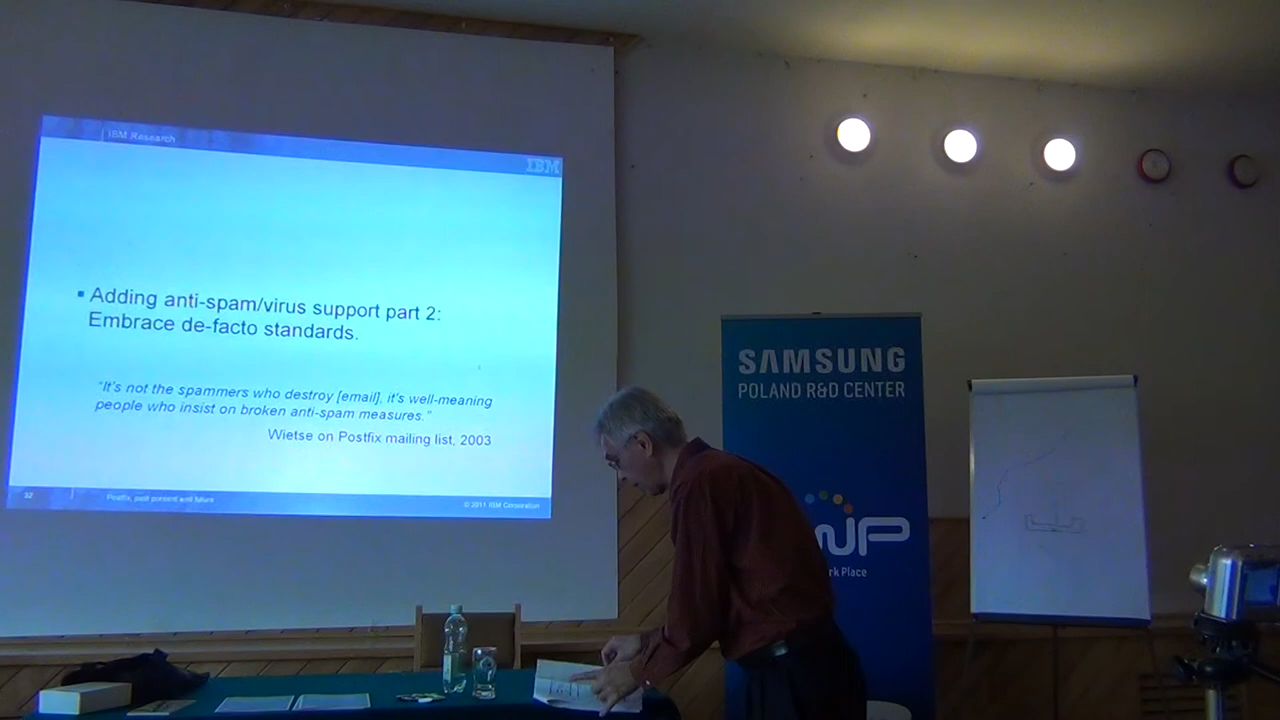 IBM Research
IBM
Adding anti-spam/virus support part 2:
Embrace de-facto standards.
"It's not the spammers who destroy [email], it's well-meaning
people who insist on broken anti-spam measures."
Wietse on Postfix mailing list, 2003
32
Postfix, past present and future
© 2011 IBM Corporation
SAMSUNG
POLAND R&D CENTER
WP
rk Place